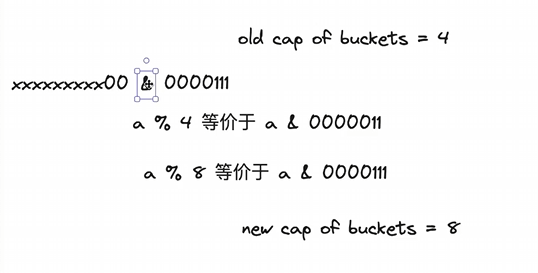 old cap of buckets = 4
xxxxxxxxxx00 & 0000111
a % 4 等价于 a & 0000011
a % 8 等价于 a & 0000111
new cap of buckets = 8